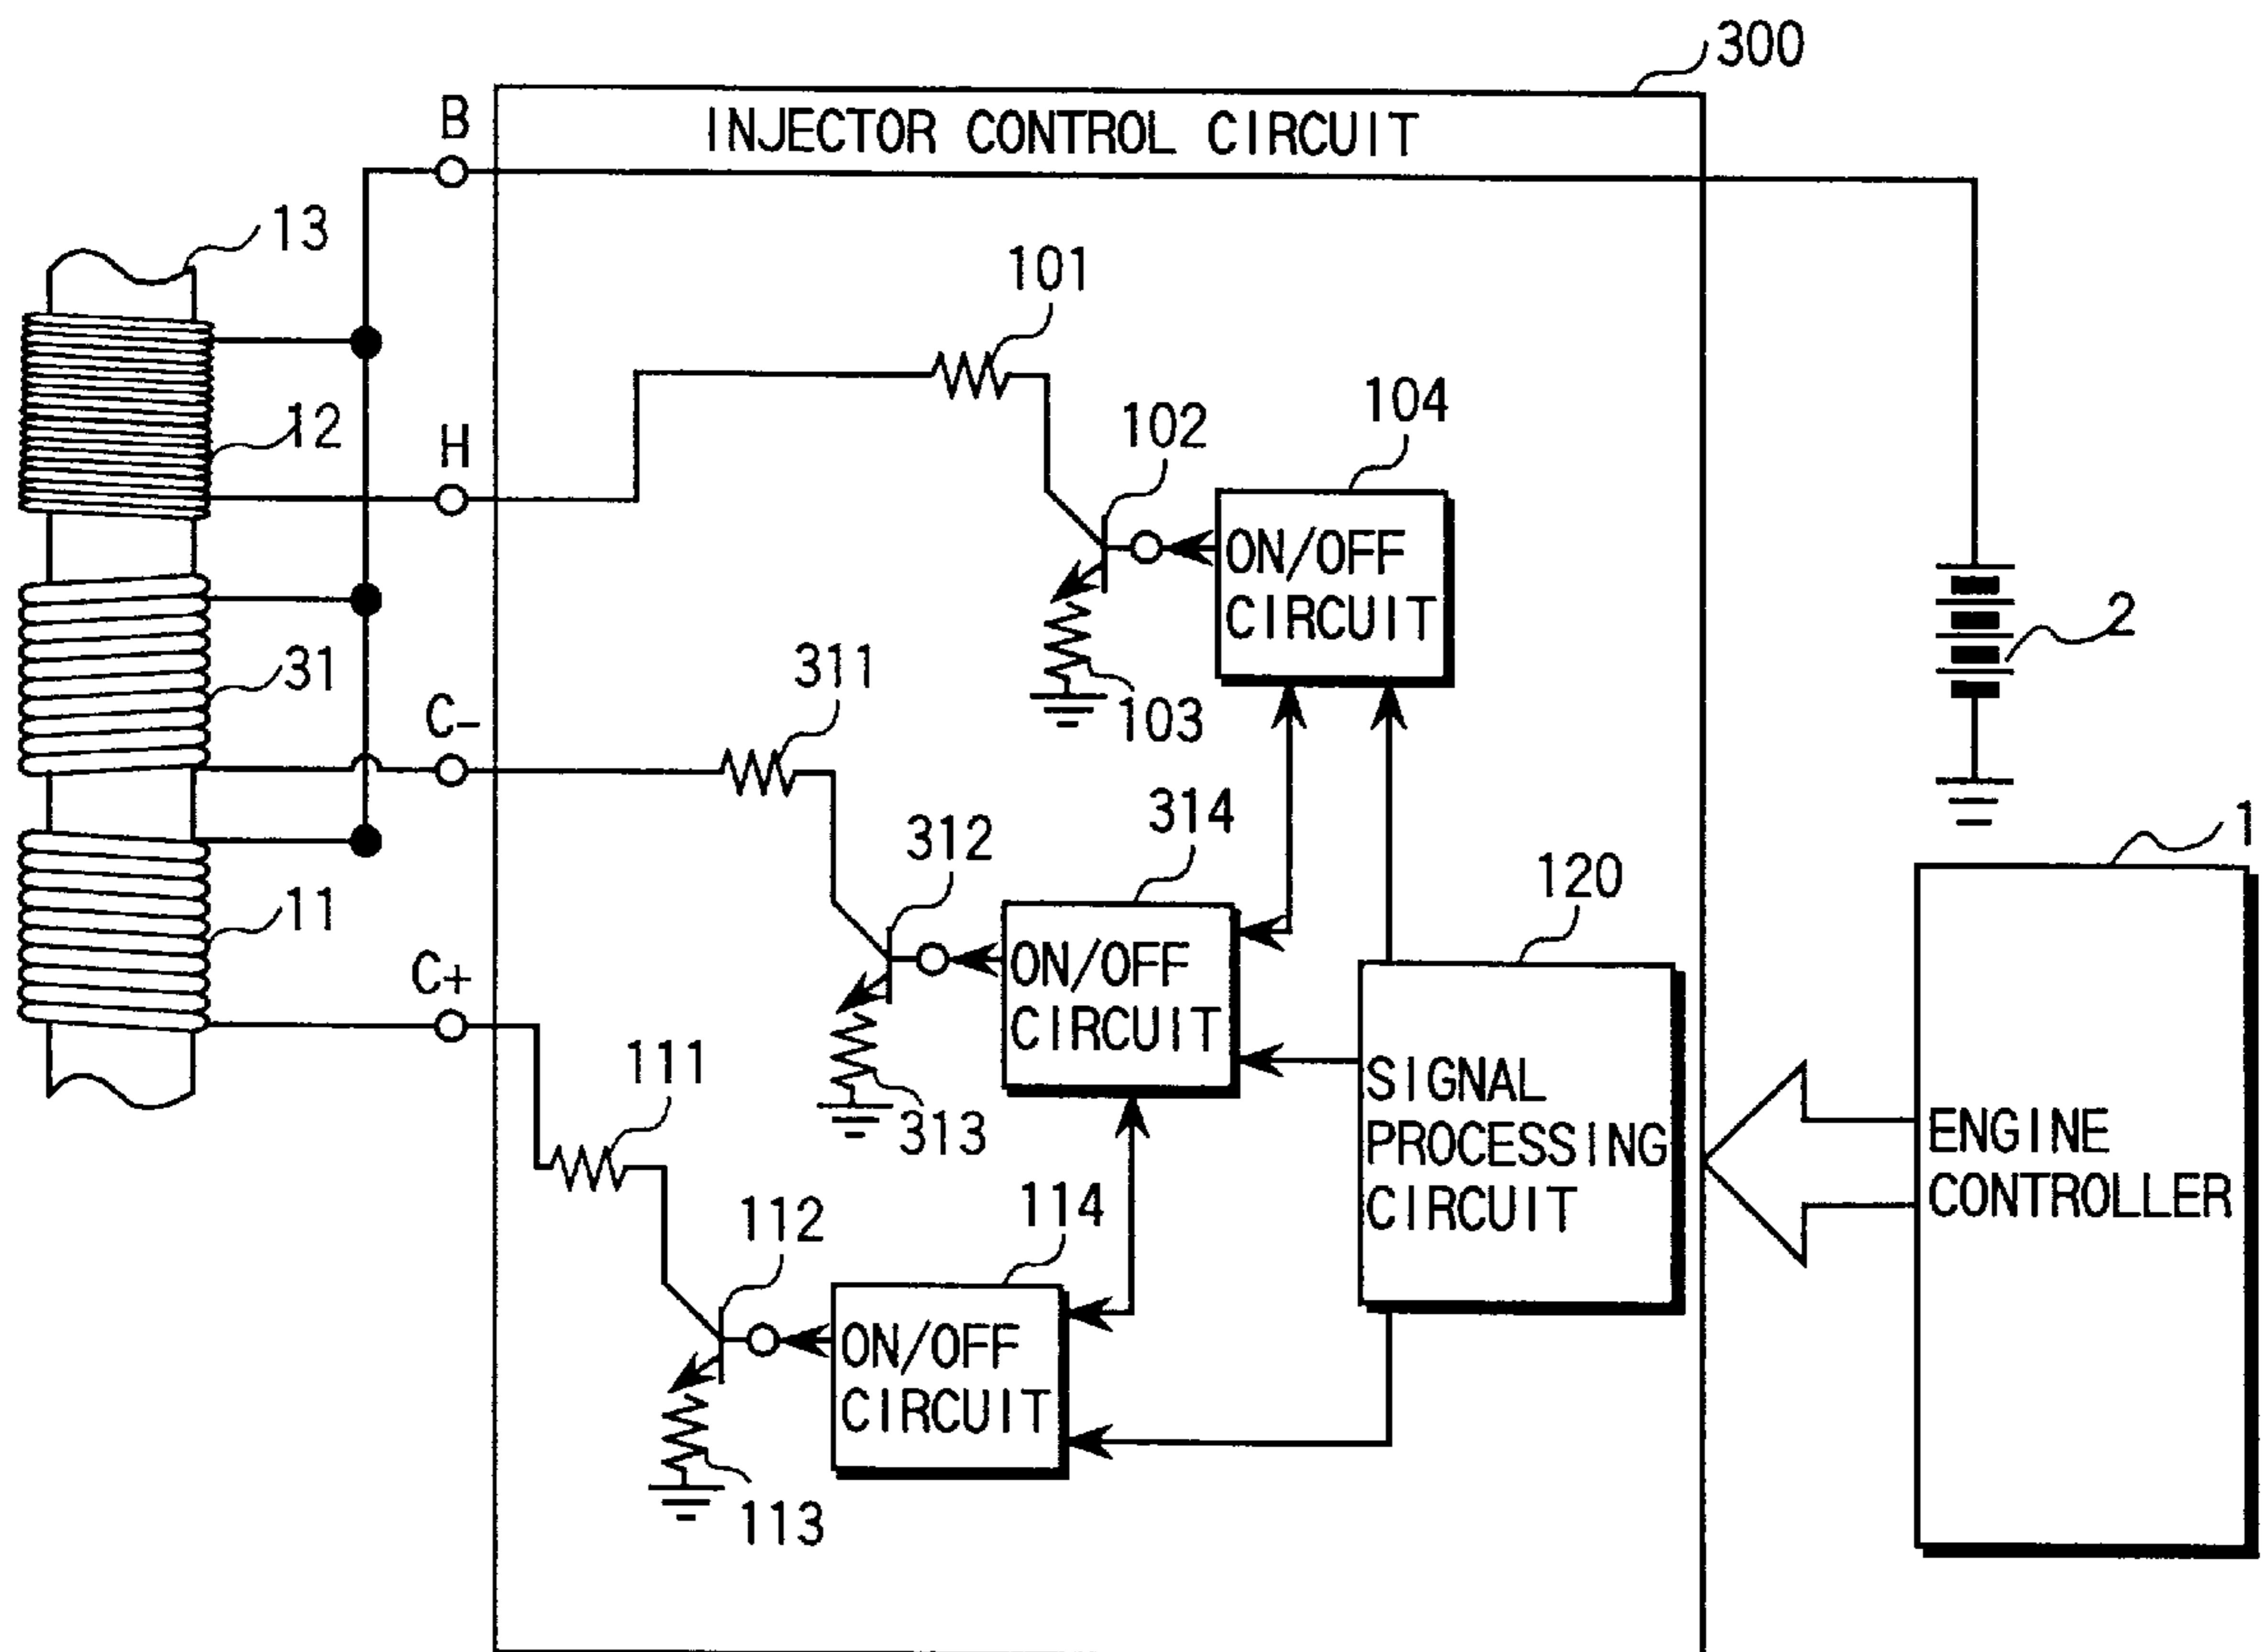 300
B
INJECTOR CONTROL CIRCUIT
13
101
12
H
102
104
ON/OFF
CIRCUIT
2
31
311
C-
103
314
312
1
120
11
ON/OFF
CIRCUIT
C+
111
313
SIGNAL
PROCESSING
CIRCUIT
ENGINE
CONTROLLER
112
114
ON/OFF
CIRCUIT
113